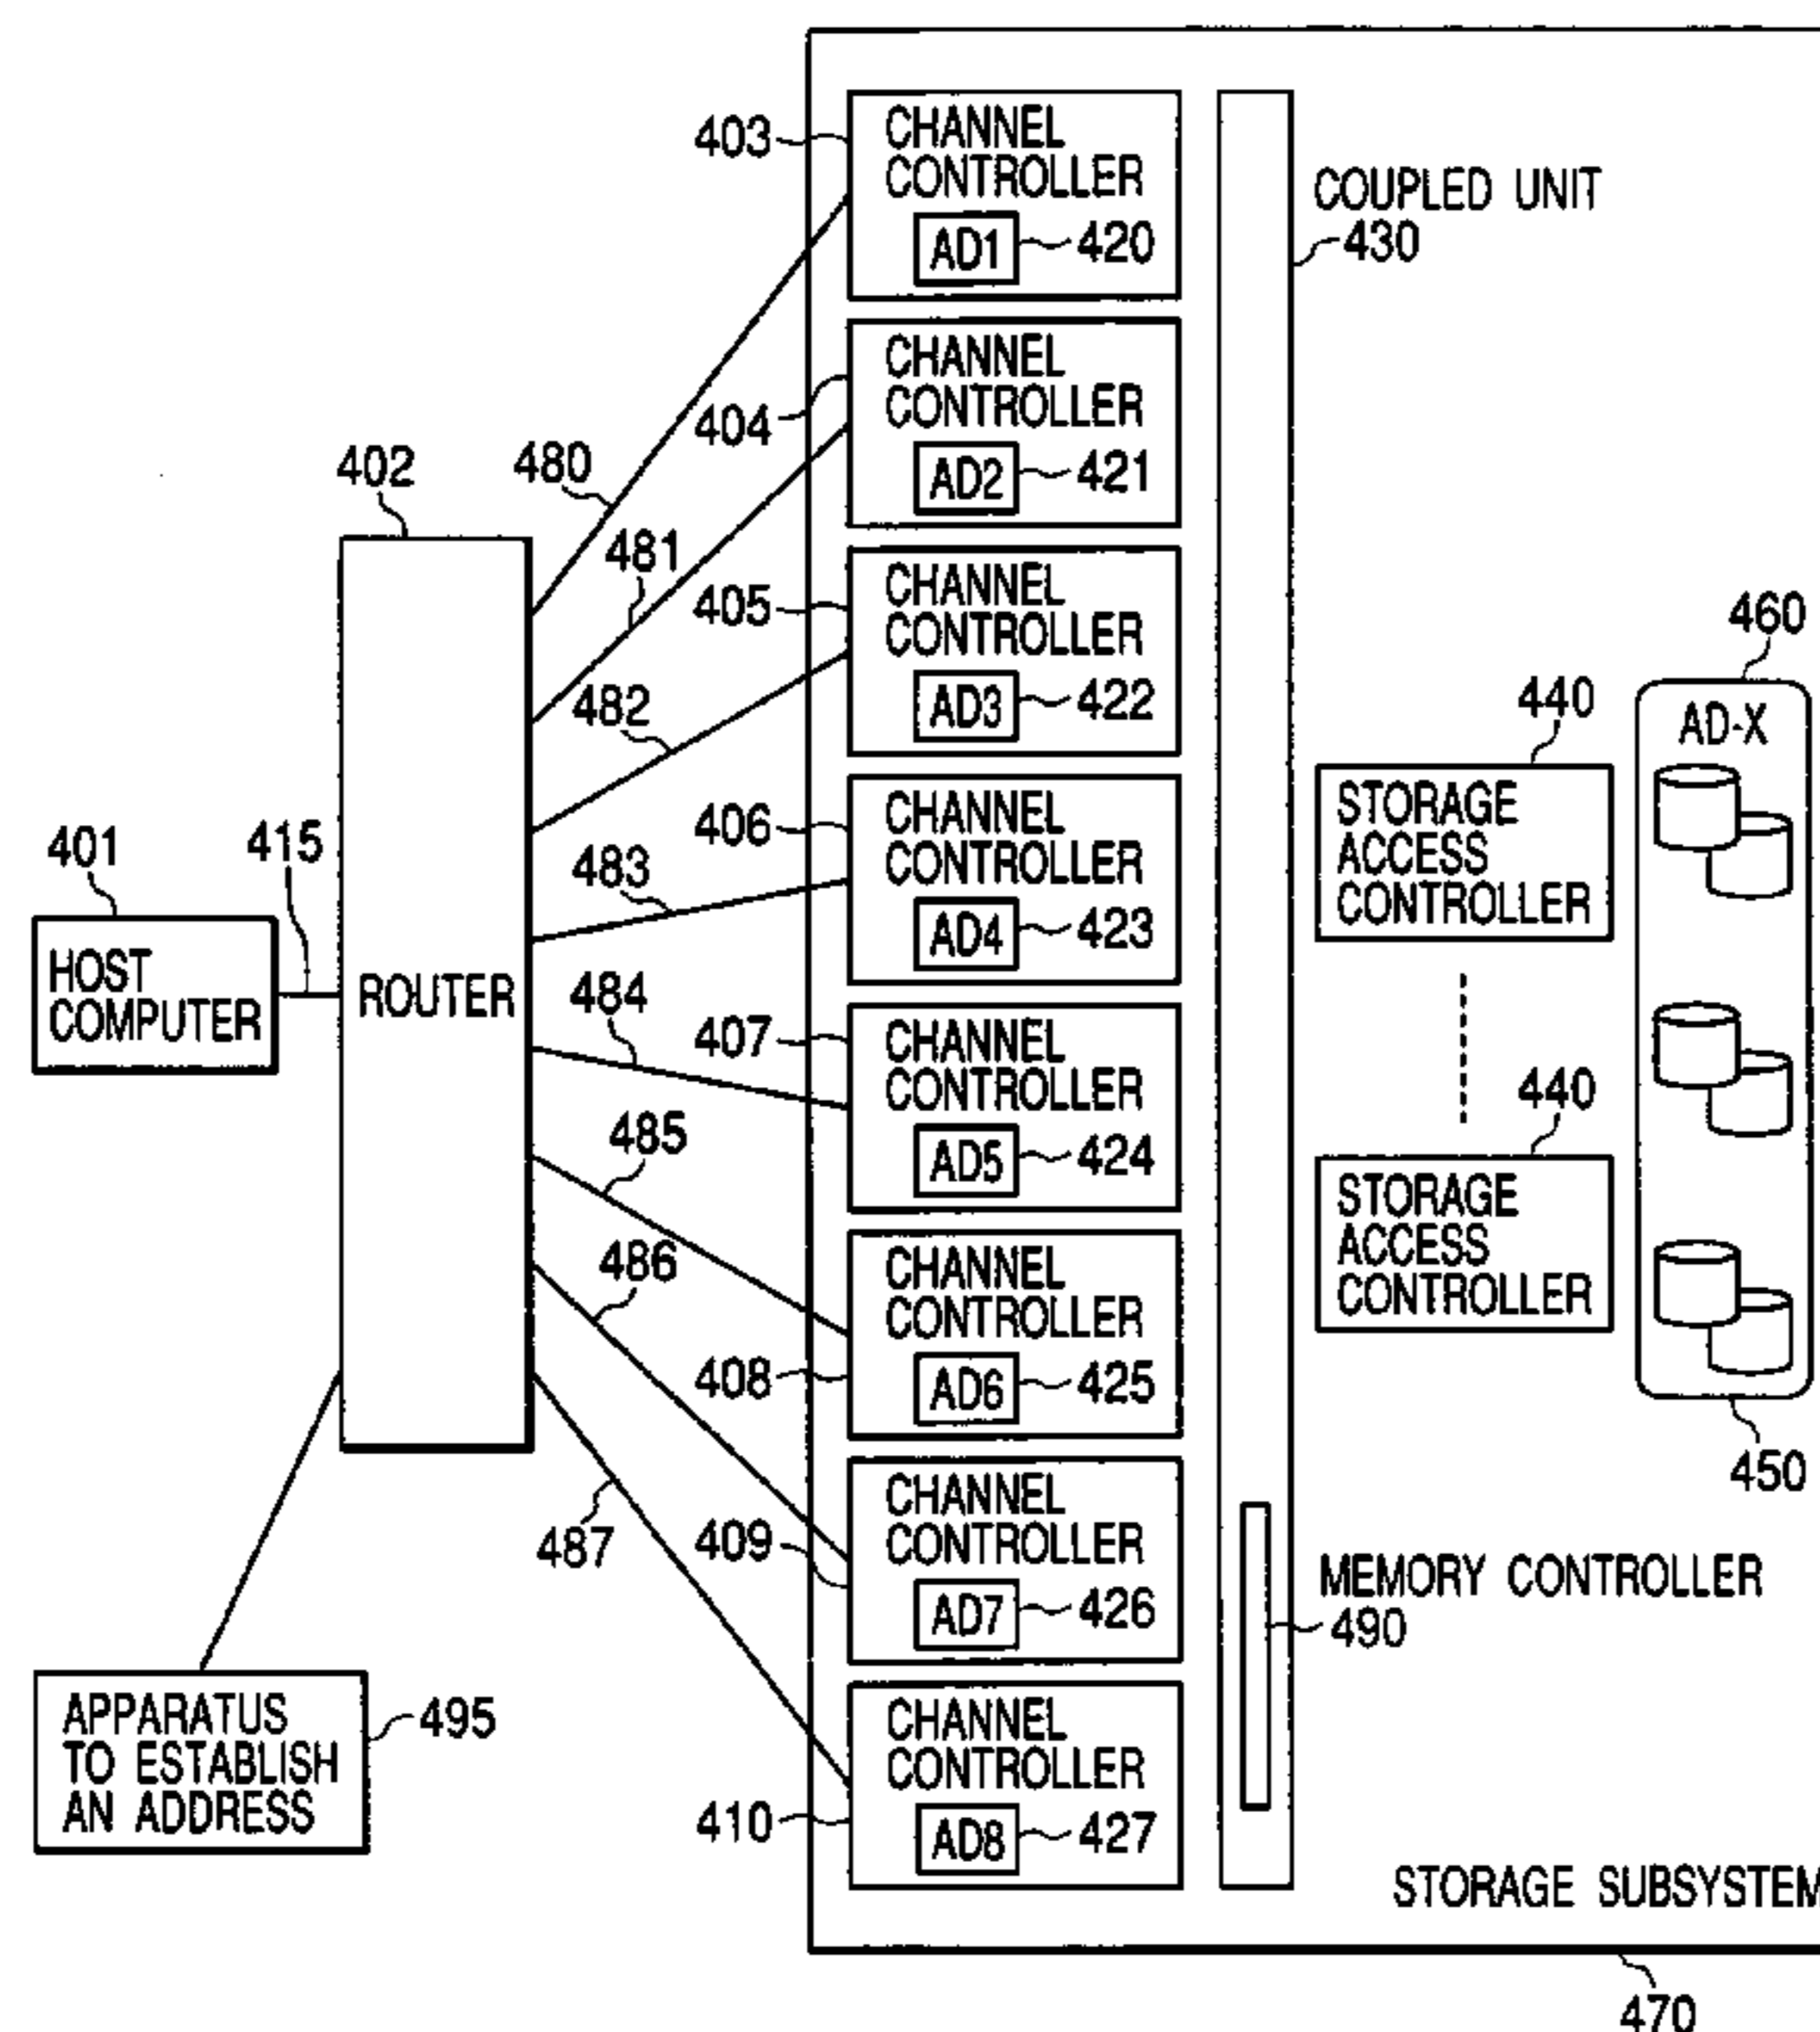 403
CHANNEL
CONTROLLER
AD1
420
COUPLED UNIT
430
404
CHANNEL
CONTROLLER
AD2
421
402
480
481
405
CHANNEL
CONTROLLER
AD3
422
482
460
AD-X
440
STORAGE
ACCESS
CONTROLLER
406
CHANNEL
CONTROLLER
AD4
423
483
401
415
HOST
COMPUTER
ROUTER
484
407
CHANNEL
CONTROLLER
AD5
424
440
STORAGE
ACCESS
CONTROLLER
485
486
408
CHANNEL
CONTROLLER
AD6
425
450
487
409
CHANNEL
CONTROLLER
AD7
426
MEMORY CONTROLLER
490
APPARATUS
TO ESTABLISH
AN ADDRESS
495
410
CHANNEL
CONTROLLER
AD8
427
STORAGE SUBSYSTEM
470